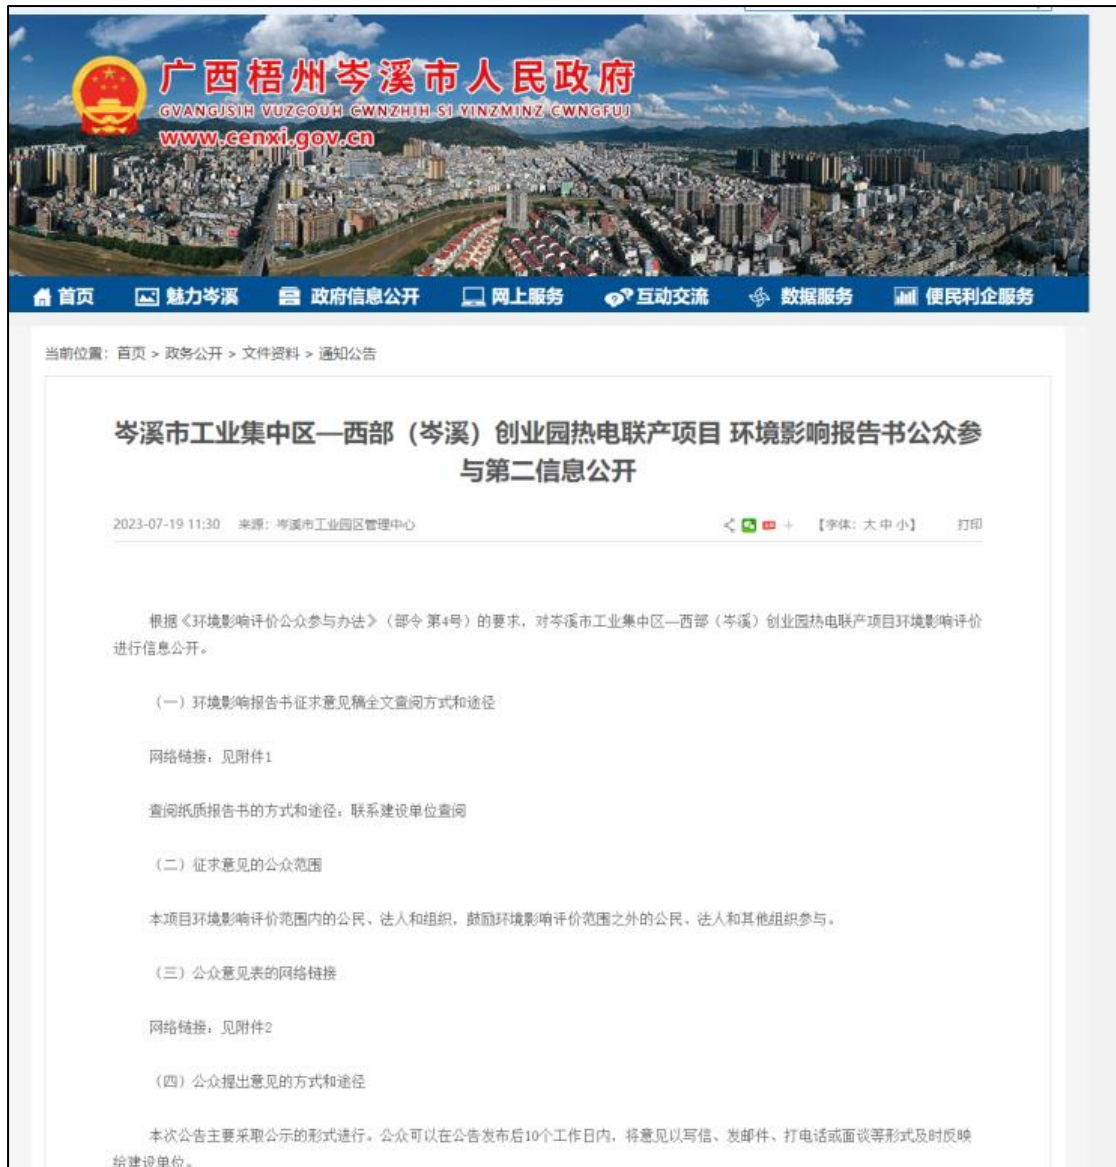 广西梧州岑溪市人民政府
GVANGJSIH VUZCOUH CWNZHIH SI YINZMINZ CWNGFUJ
www.cenxi.gov.cn
首页 魅力岑溪 政府信息公开 网上服务 互动交流 数据服务 便民利企服务
当前位置：首页 > 政务公开 > 文件资料 > 通知公告
岑溪市工业集中区—西部（岑溪）创业园热电联产项目 环境影响报告书公众参
与第二信息公开
2023-07-19 11:30 来源：岑溪市工业园区管理中心 【字体：大 中 小】 打印
根据《环境影响评价公众参与办法》（部令 第4号）的要求，对岑溪市工业集中区—西部（岑溪）创业园热电联产项目环境影响评价
进行信息公开。
（一）环境影响报告书征求意见稿全文查阅方式和途径
网络链接：见附件1
查阅纸质报告书的方式和途径：联系建设单位查阅
（二）征求意见的公众范围
本项目环境影响评价范围内的公民、法人和组织，鼓励环境影响评价范围之外的公民、法人和其他组织参与。
（三）公众意见表的网络链接
网络链接：见附件2
（四）公众提出意见的方式和途径
本次公告主要采取公示的形式进行。公众可以在公告发布后10个工作日内，将意见以写信、发邮件、打电话或面谈等形式及时反映
给建设单位。